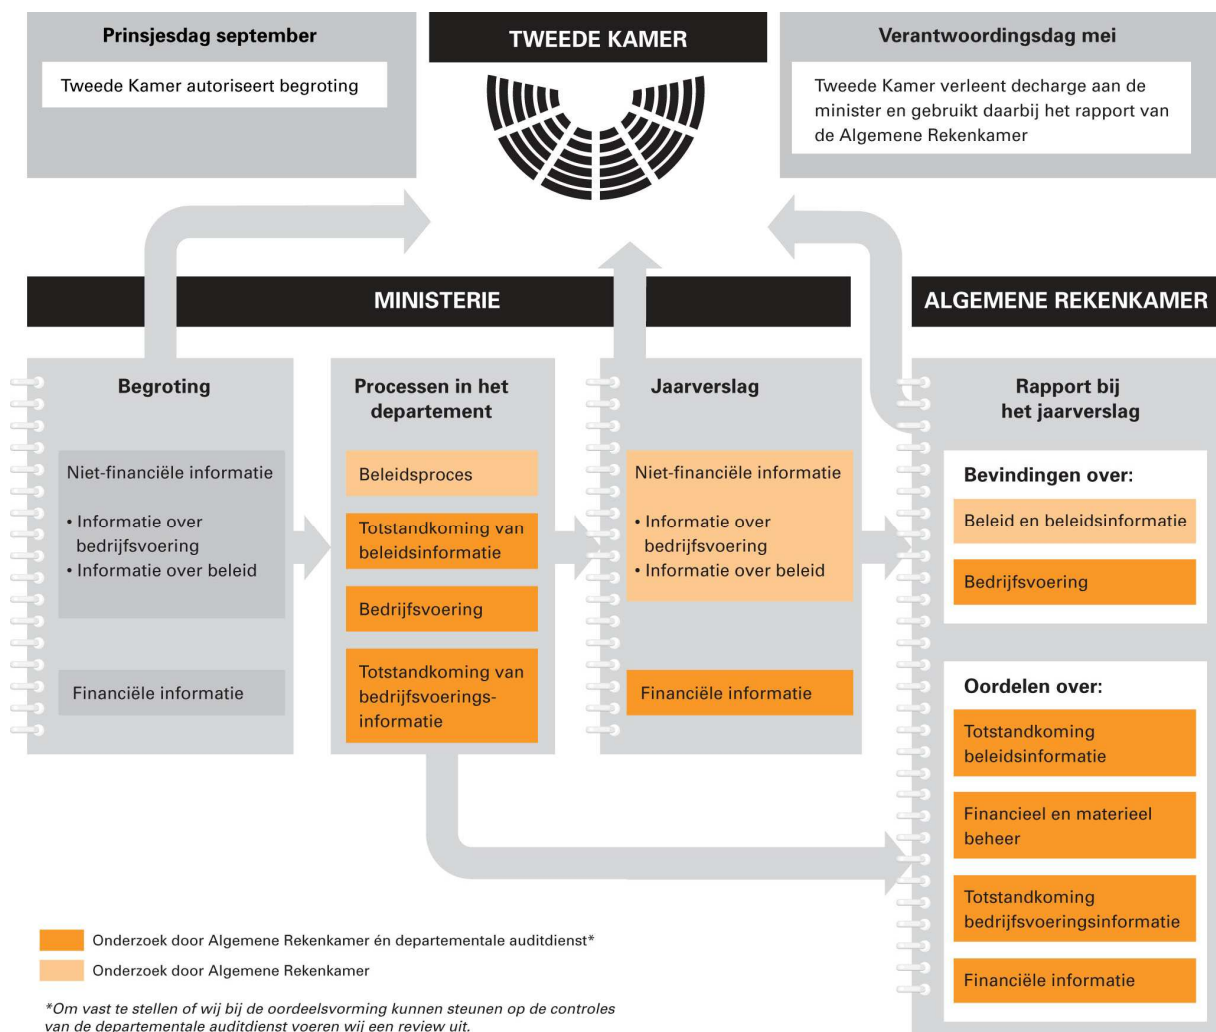 Prinsjesdag september
Tweede Kamer autoriseert begroting
TWEEDE KAMER
Verantwoordingsdag mei
Tweede Kamer verleent decharge aan de
minister en gebruikt daarbij het rapport van
de Algemene Rekenkamer
MINISTERIE
ALGEMENE REKENKAMER
Begroting
Niet-financiële informatie
• Informatie over
bedrijfsvoering
• Informatie over beleid
Financiële informatie
Processen in het
departement
Beleidsproces
Totstandkoming van
beleidsinformatie
Bedrijfsvoering
Totstandkoming van
bedrijfsvoerings-
informatie
Jaarverslag
Niet-financiële informatie
• Informatie over
bedrijfsvoering
• Informatie over beleid
Financiële informatie
Rapport bij
het jaarverslag
Bevindingen over:
Beleid en beleidsinformatie
Bedrijfsvoering
Oordelen over:
Totstandkoming
beleidsinformatie
Financieel en materieel
beheer
Totstandkoming
bedrijfsvoeringsinformatie
Financiële informatie
Onderzoek door Algemene Rekenkamer én departementale auditdienst*
Onderzoek door Algemene Rekenkamer
*Om vast te stellen of wij bij de oordeelsvorming kunnen steunen op de controles
van de departementale auditdienst voeren wij een review uit.